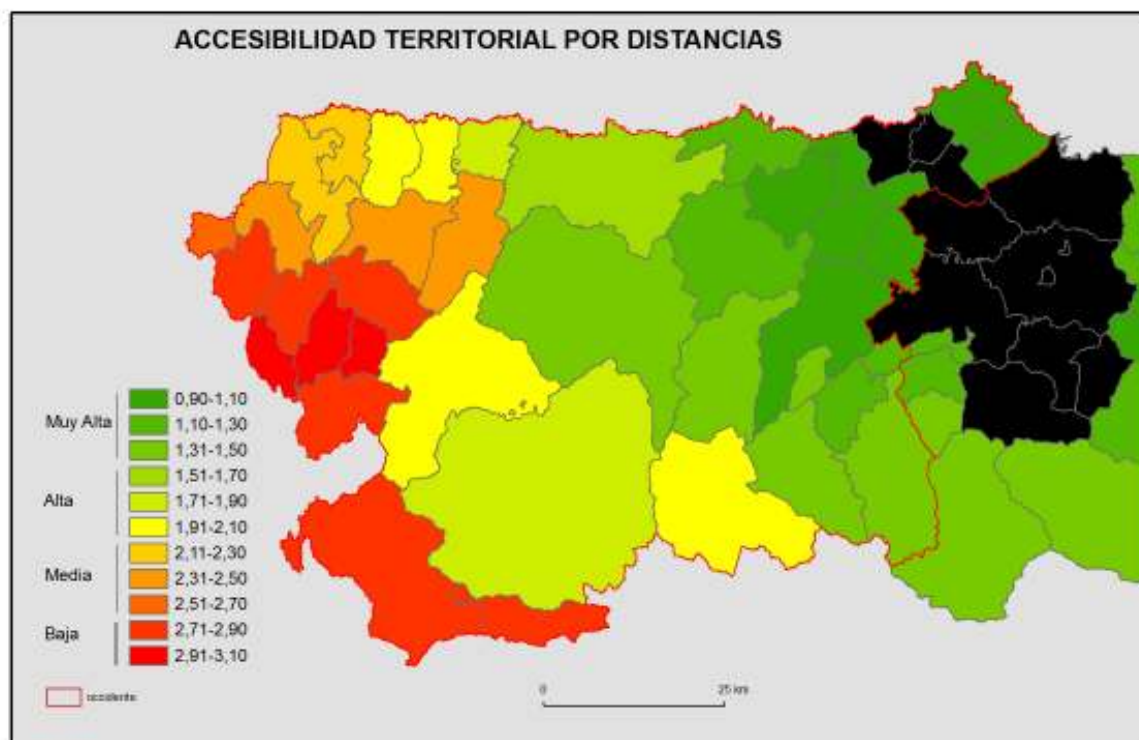 ACCESIBILIDAD TERRITORIAL POR DISTANCIAS
Muy Alta
0,90-1,10
1,10-1,30
1,31-1,50
Alta
1,51-1,70
1,71-1,90
1,91-2,10
Media
2,11-2,30
2,31-2,50
2,51-2,70
Baja
2,71-2,90
2,91-3,10
occidente
0 25 km